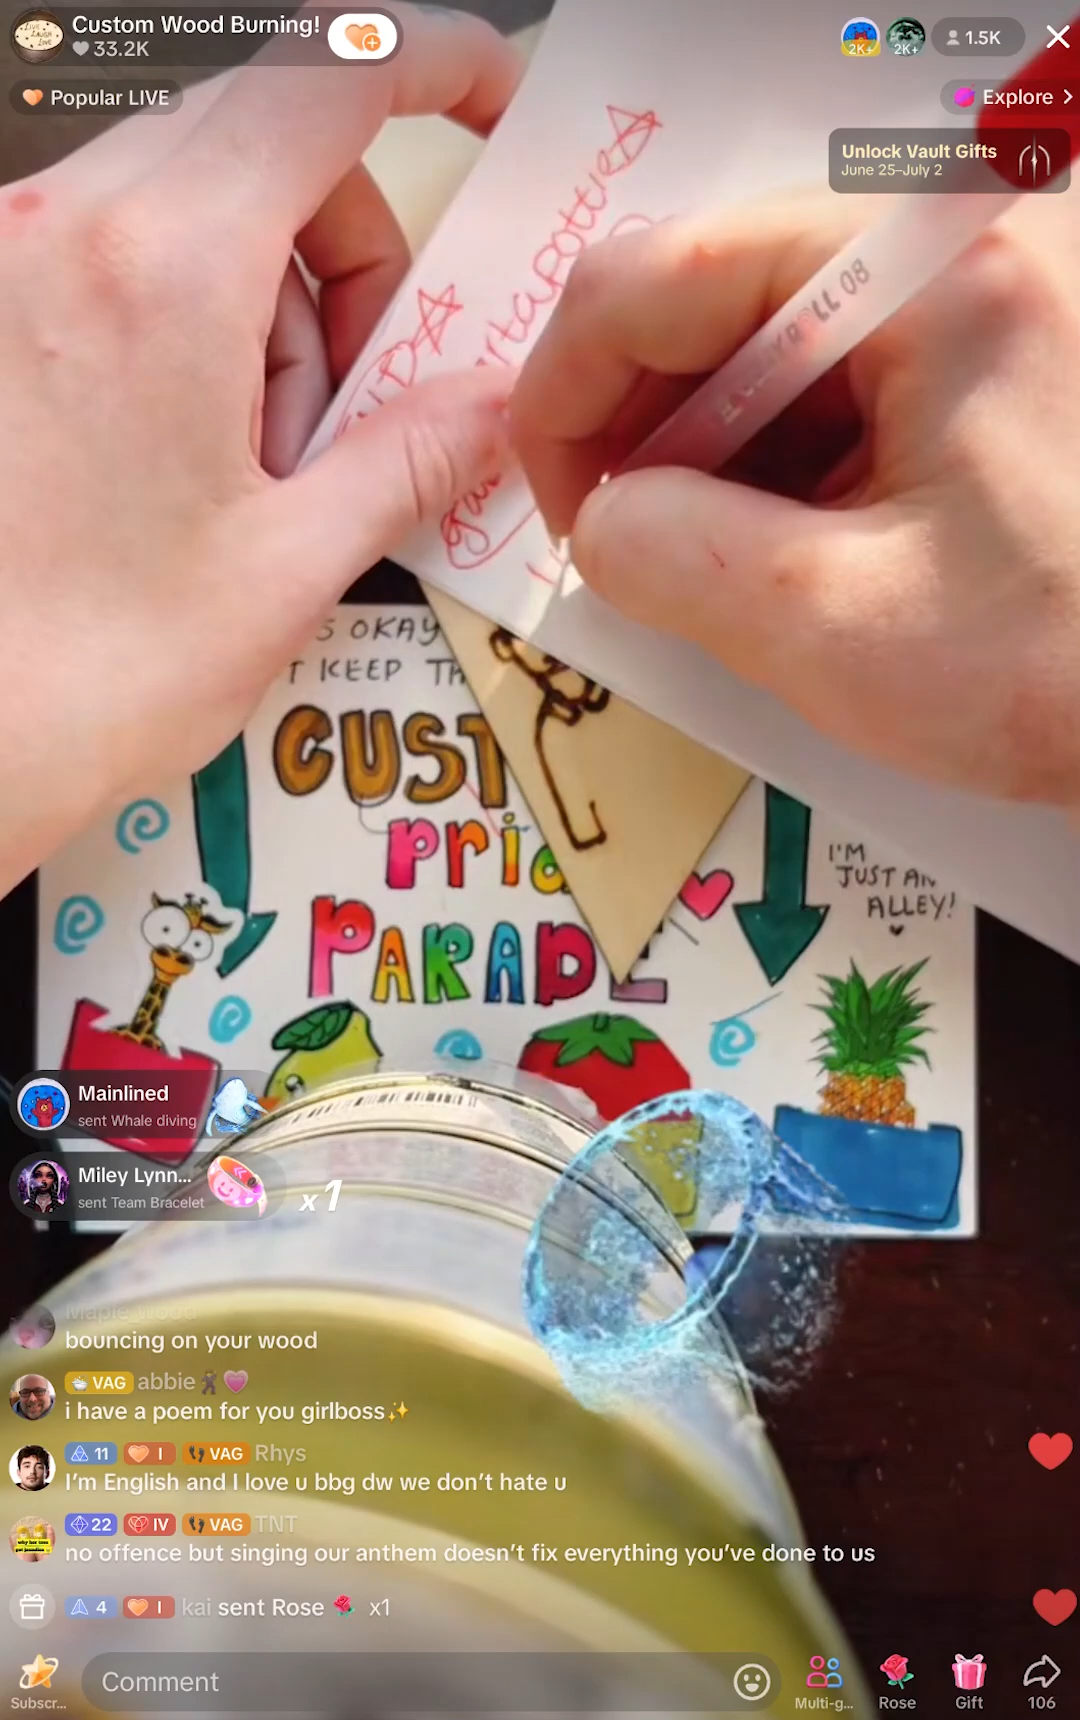 Custom Wood Burning!
33.2K
2K+
2K+
1.5K
Popular LIVE
Explore >
Unlock Vault Gifts
June 25–July 2
LL 08
S OKAY
T KEEP TH
CUST
PriD
PARADE
I'M
JUST AN
ALLEY!
Mainlined
sent Whale diving
Miley Lynn...
sent Team Bracelet
x1
Maple Wood
bouncing on your wood
VAG abbie
i have a poem for you girlboss✨
11 I VAG Rhys
I'm English and I love u bbg dw we don't hate u
22 IV VAG TNT
no offence but singing our anthem doesn't fix everything you've done to us
4 I kai sent Rose 🌹 x1
Comment
Subscr...
Multi-g...
Rose
Gift
106